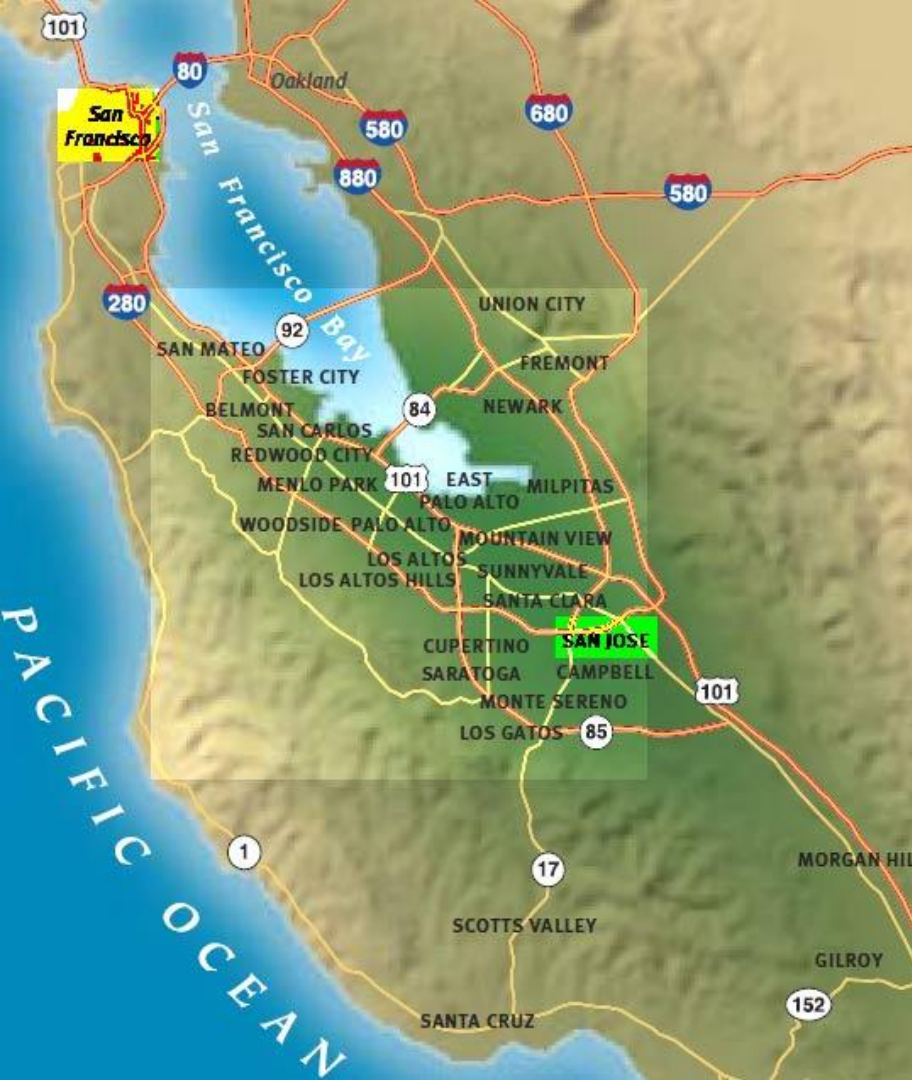 101
80
Oakland
San
Francisco
580
680
880
580
San Francisco Bay
280
UNION CITY
92
SAN MATEO
FREMONT
FOSTER CITY
BELMONT
84
NEWARK
SAN CARLOS
REDWOOD CITY
MENLO PARK
101
EAST
PALO ALTO
MILPITAS
WOODSIDE
PALO ALTO
MOUNTAIN VIEW
LOS ALTOS
SUNNYVALE
LOS ALTOS HILLS
SANTA CLARA
CUPERTINO
SAN JOSE
SARATOGA
CAMPBELL
101
MONTE SERENO
LOS GATOS
85
PACIFIC OCEAN
1
17
MORGAN HIL
SCOTTS VALLEY
GILROY
152
SANTA CRUZ